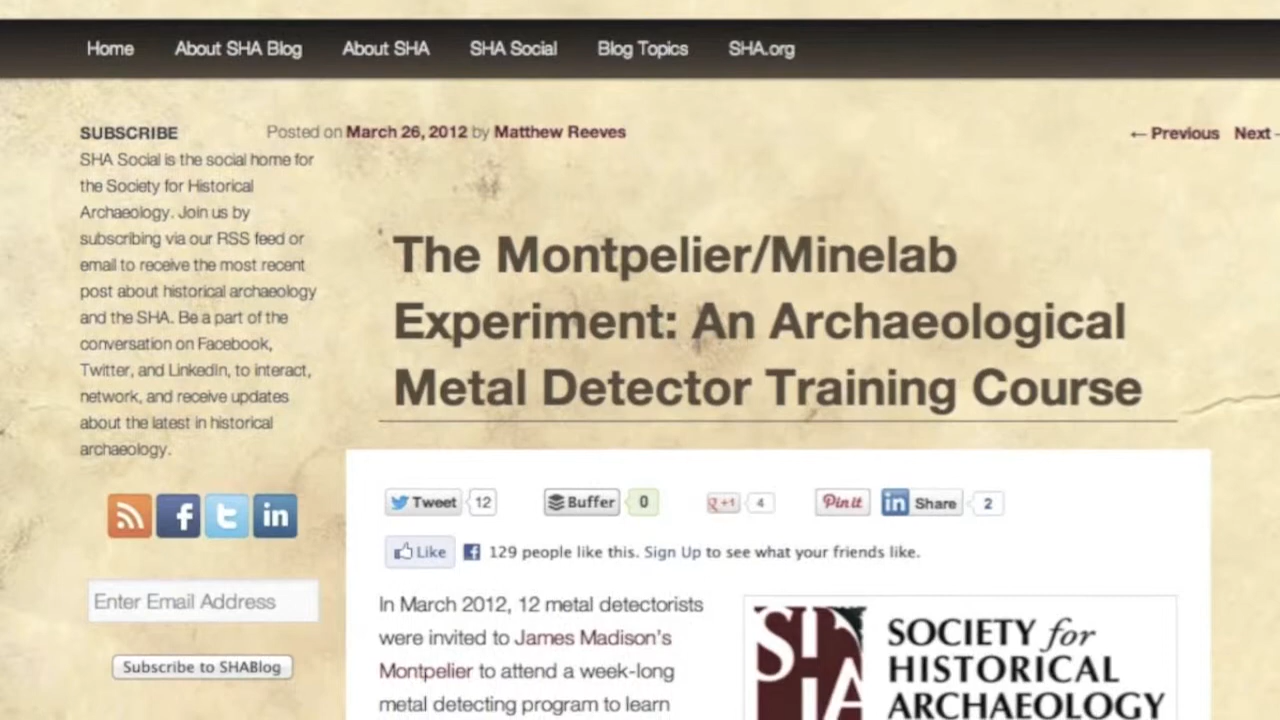 Home About SHA Blog About SHA SHA Social Blog Topics SHA.org
SUBSCRIBE
SHA Social is the social home for
the Society for Historical
Archaeology. Join us by
subscribing via our RSS feed or
email to receive the most recent
post about historical archaeology
and the SHA. Be a part of the
conversation on Facebook,
Twitter, and LinkedIn, to interact,
network, and receive updates
about the latest in historical
archaeology.
Enter Email Address
Subscribe to SHABlog
Posted on March 26, 2012 by Matthew Reeves
← Previous Next
The Montpelier/Minelab
Experiment: An Archaeological
Metal Detector Training Course
Tweet 12 Buffer 0 +1 4 Pin it in Share 2
Like 129 people like this. Sign Up to see what your friends like.
In March 2012, 12 metal detectorists
were invited to James Madison's
Montpelier to attend a week-long
metal detecting program to learn
SHA
SOCIETY for
HISTORICAL
ARCHAEOLOGY